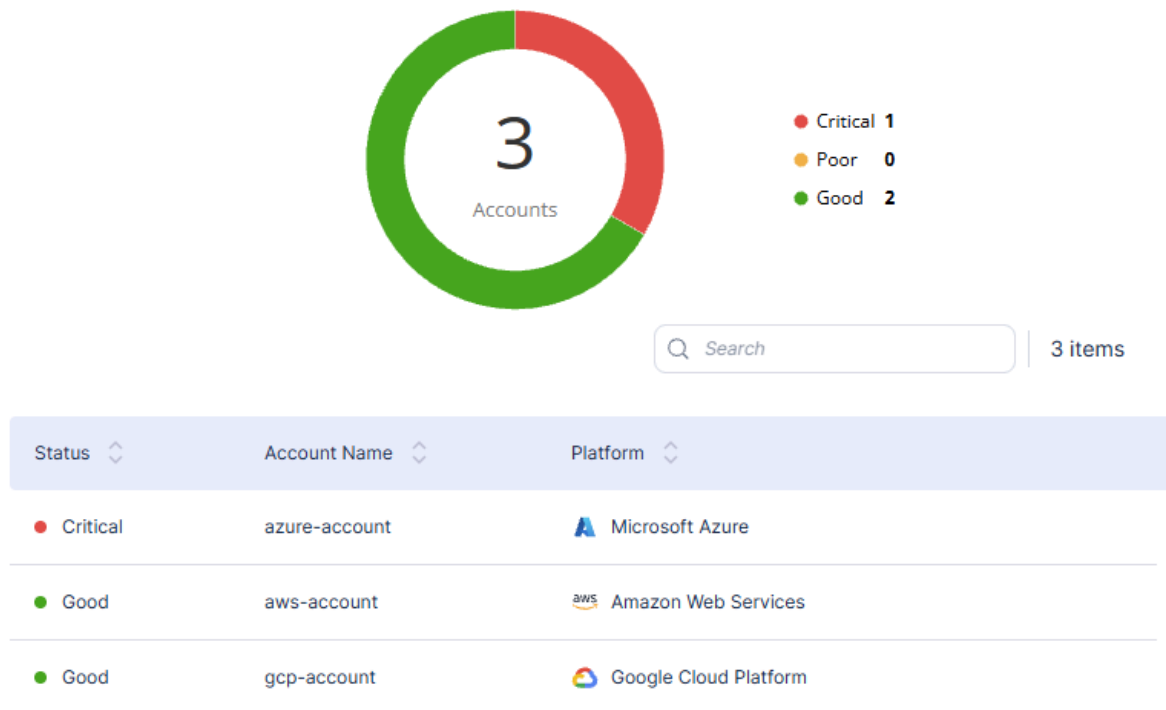 3
Accounts
Critical 1
Poor 0
Good 2
Search
3 items
Status Account Name Platform
Critical azure-account Microsoft Azure
Good aws-account aws Amazon Web Services
Good gcp-account Google Cloud Platform